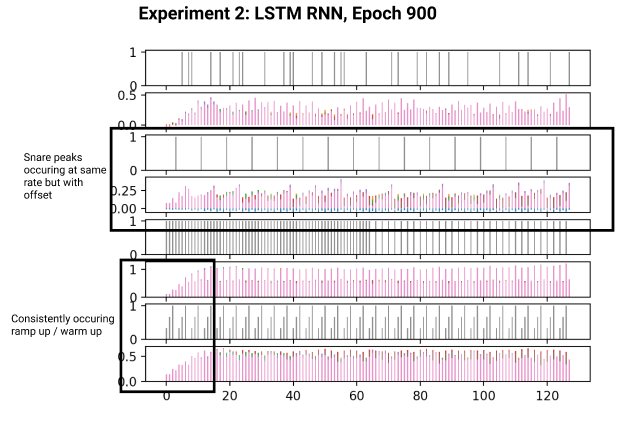 Experiment 2: LSTM RNN, Epoch 900
1
0
0.5
0.0
1
0
Snare peaks
occuring at same
rate but with
offset
0.25
0.00
1
0
1
0
Consistently occuring
ramp up / warm up
1
0
0.5
0.0
0 20 40 60 80 100 120